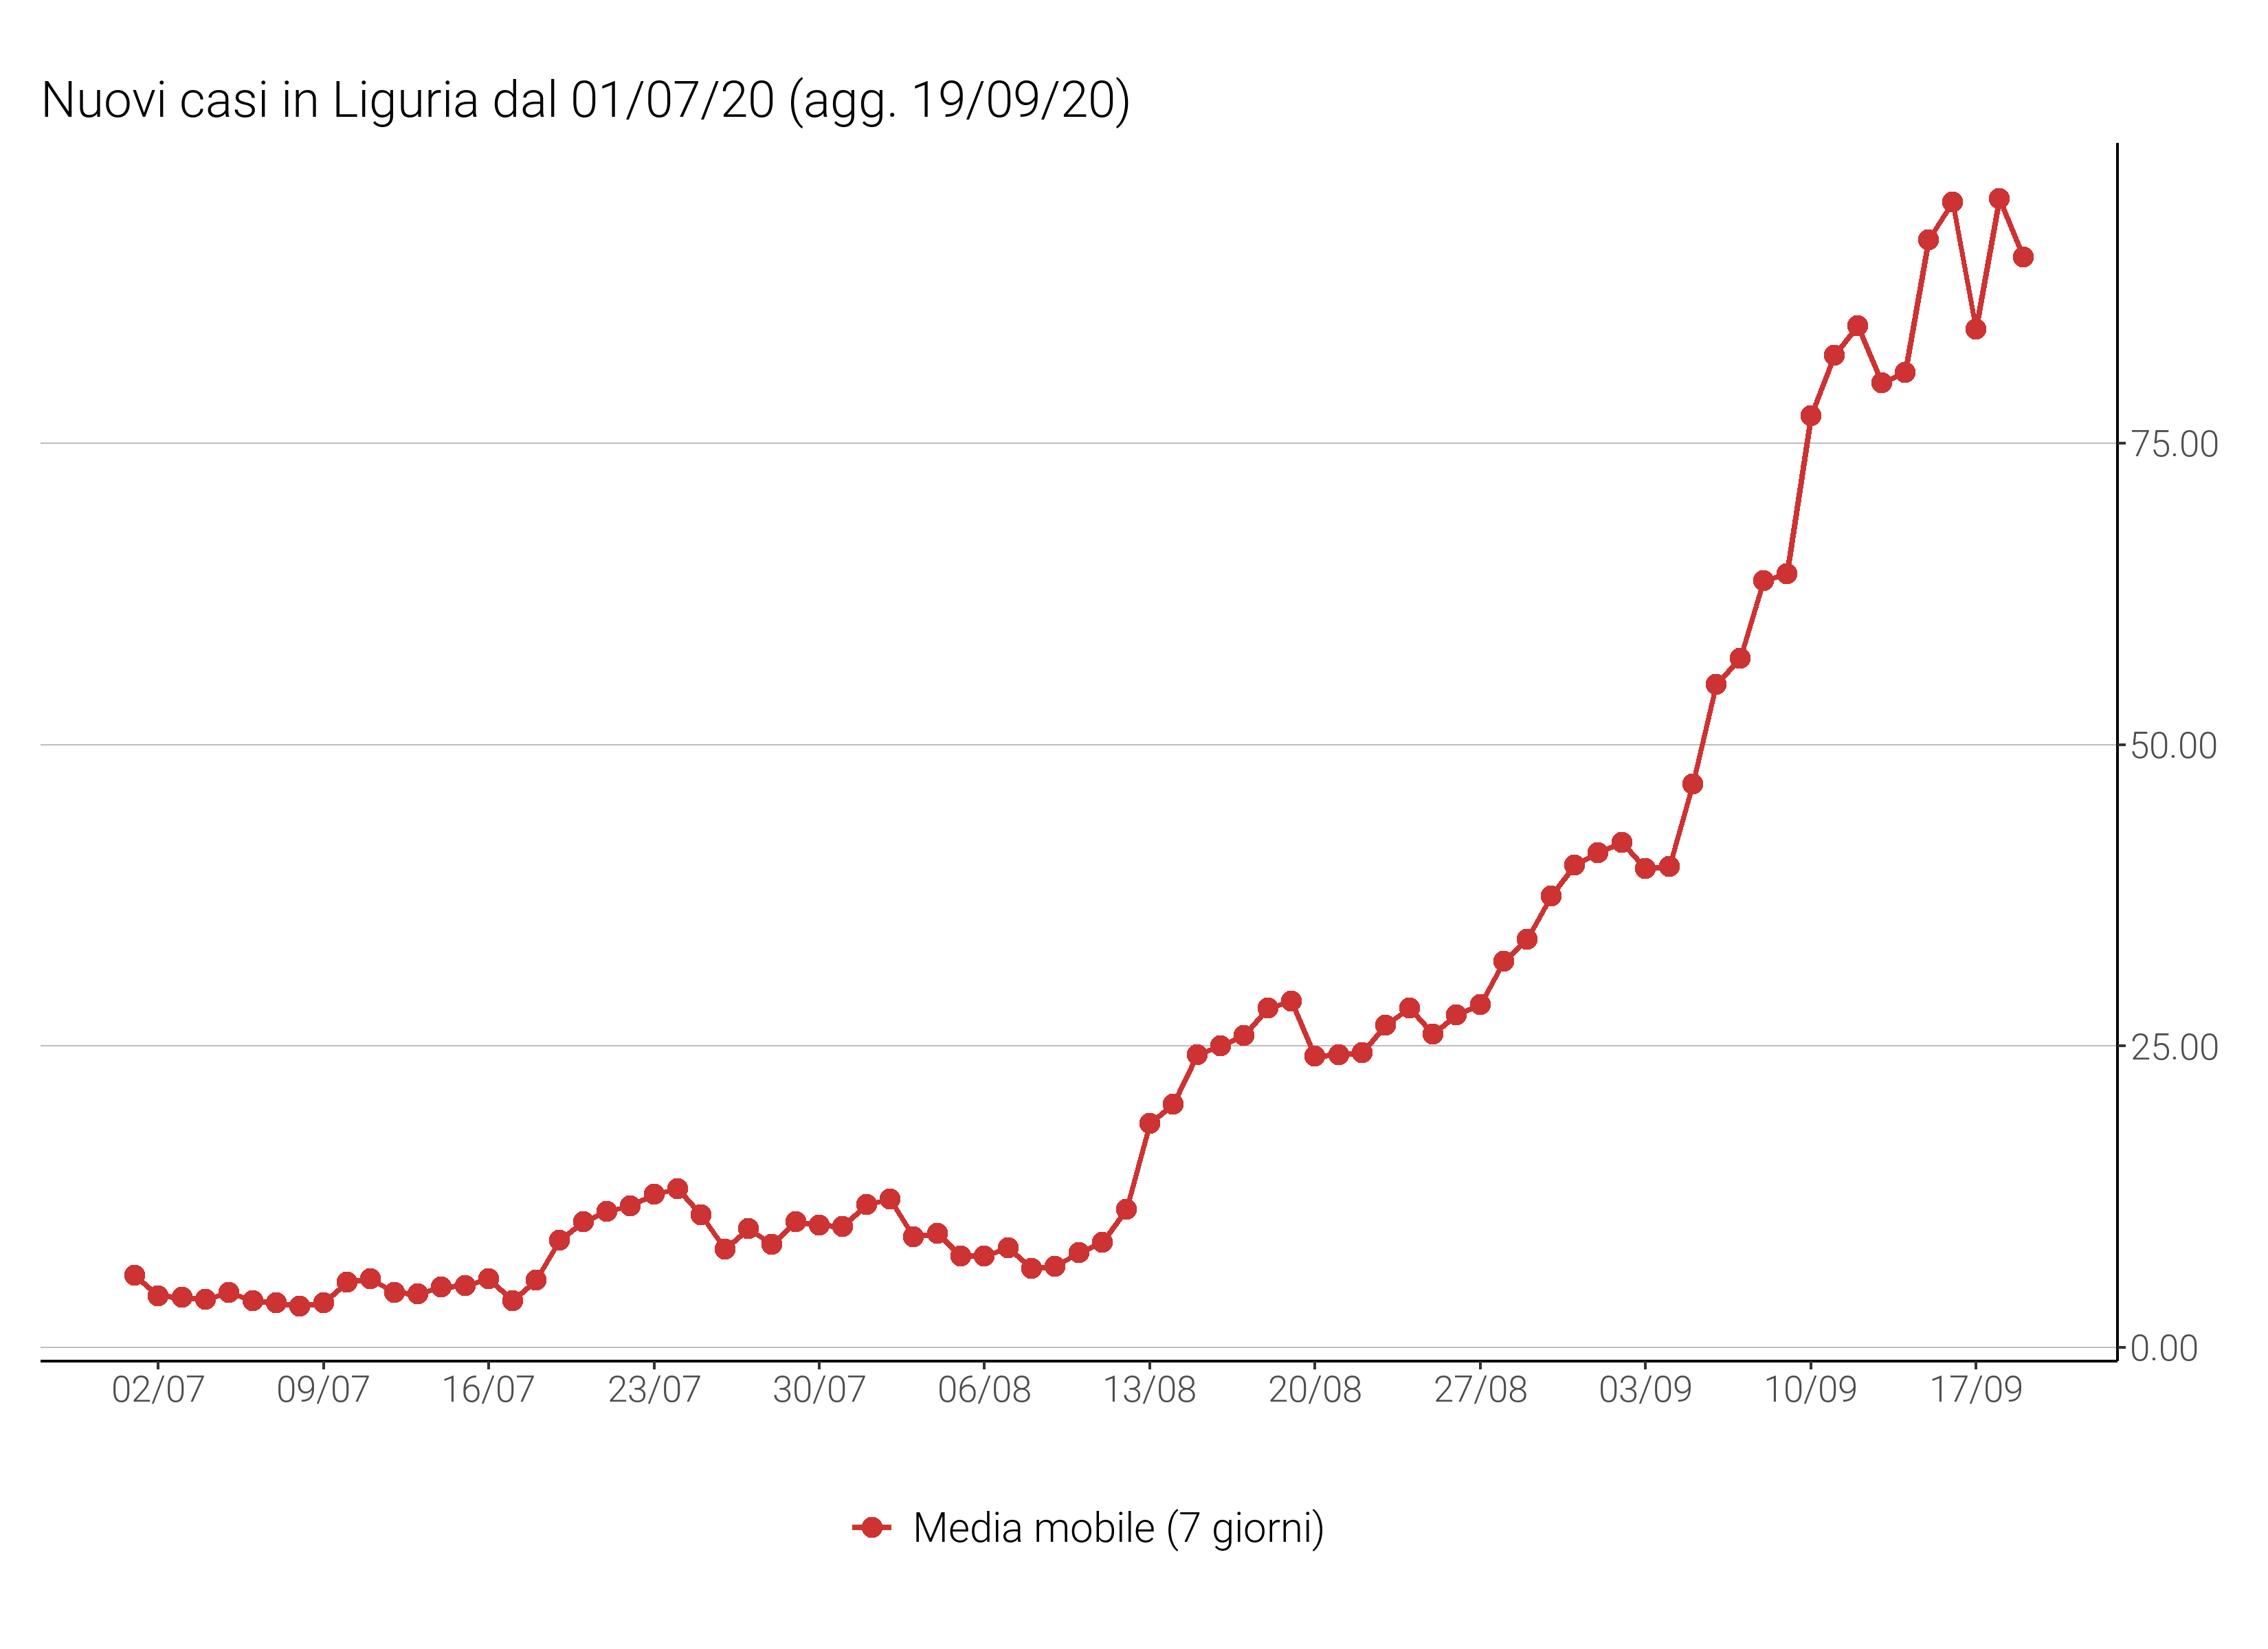 Nuovi casi in Liguria dal 01/07/20 (agg. 19/09/20)
75.00
50.00
25.00
0.00
02/07 09/07 16/07 23/07 30/07 06/08 13/08 20/08 27/08 03/09 10/09 17/09
Media mobile (7 giorni)